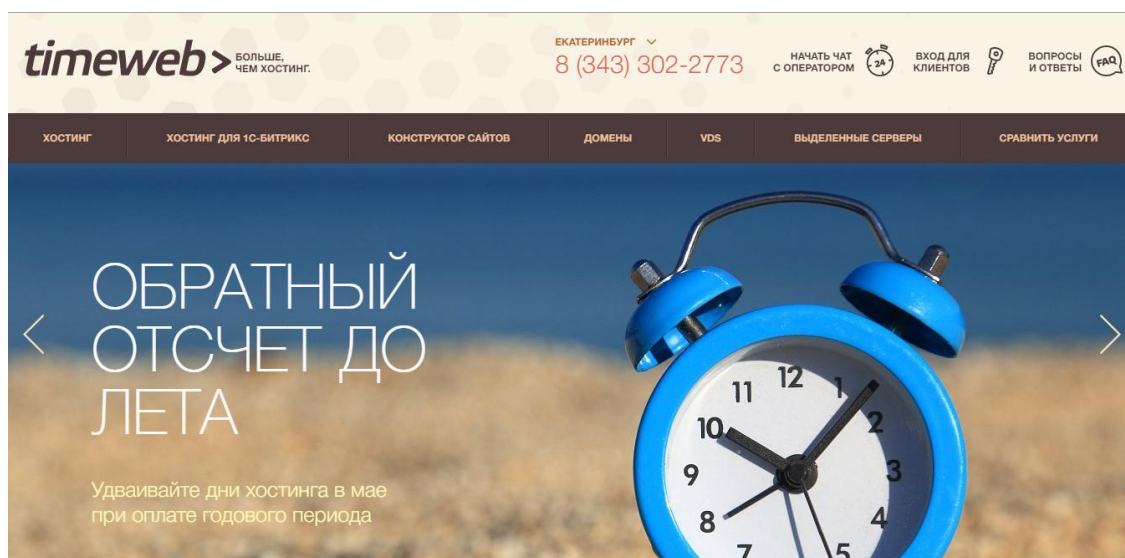 timeweb>
БОЛЬШЕ,
ЧЕМ ХОСТИНГ.
ЕКАТЕРИНБУРГ
8 (343) 302-2773
НАЧАТЬ ЧАТ
С ОПЕРАТОРОМ
24
ВХОД ДЛЯ
КЛИЕНТОВ
ВОПРОСЫ
И ОТВЕТЫ
FAQ
ХОСТИНГ
ХОСТИНГ ДЛЯ 1С-БИТРИКС
КОНСТРУКТОР САЙТОВ
ДОМЕНЫ
VDS
ВЫДЕЛЕННЫЕ СЕРВЕРЫ
СРАВНИТЬ УСЛУГИ
ОБРАТНЫЙ
ОТСЧЕТ ДО
ЛЕТА
Удваивайте дни хостинга в мае
при оплате годового периода
12
1
2
3
4
5
7
8
9
10
11